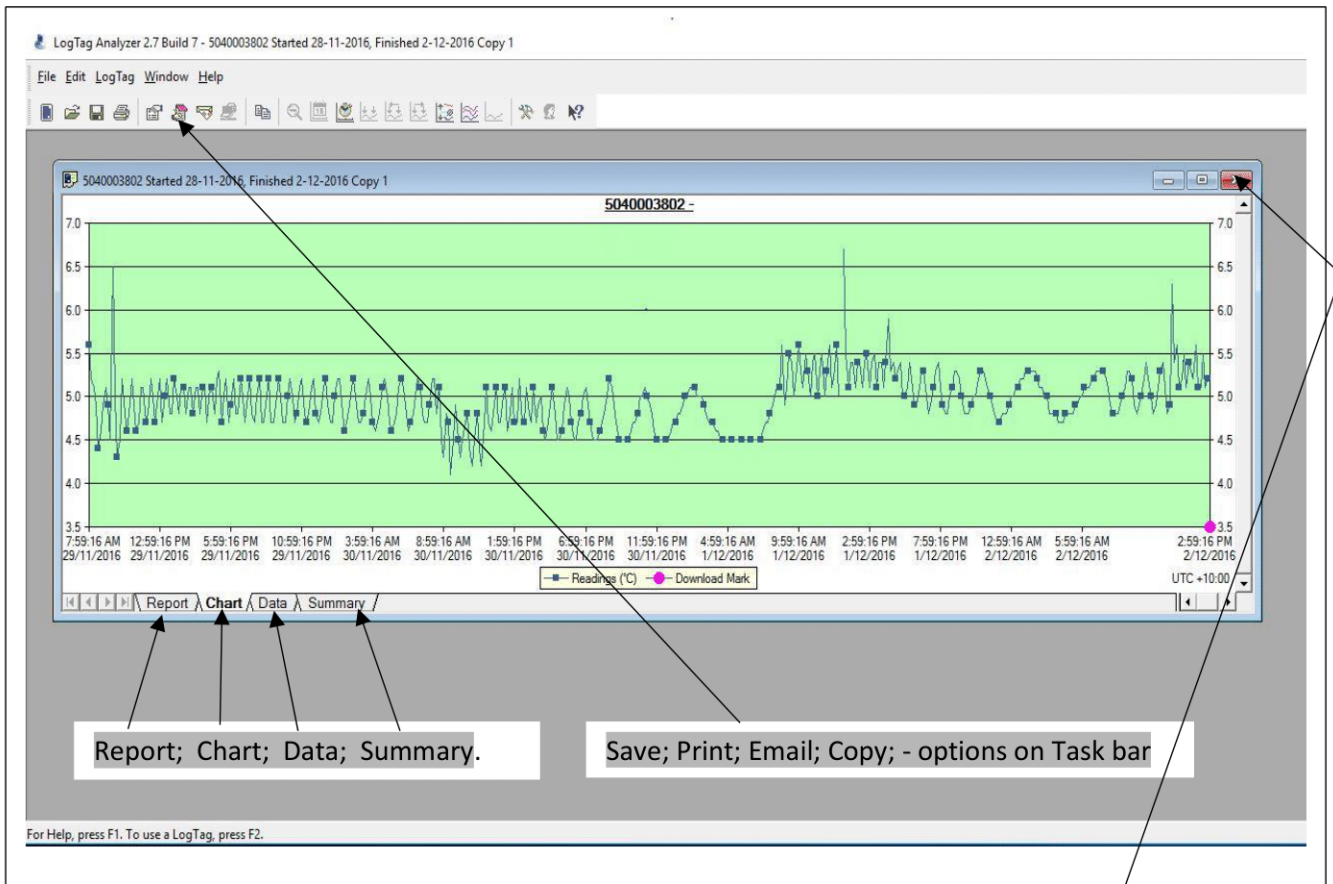 LogTag Analyzer 2.7 Build 7 - 5040003802 Started 28-11-2016, Finished 2-12-2016 Copy 1
File Edit LogTag Window Help
5040003802 Started 28-11-2016, Finished 2-12-2016 Copy 1
5040003802 -
7.0 7.0
6.5 6.5
6.0 6.0
5.5 5.5
5.0 5.0
4.5 4.5
4.0 4.0
3.5 3.5
7:59:16 AM 12:59:16 PM 5:59:16 PM 10:59:16 PM 3:59:16 AM 8:59:16 AM 1:59:16 PM 6:59:16 PM 11:59:16 PM 4:59:16 AM 9:59:16 AM 2:59:16 PM 7:59:16 PM 12:59:16 AM 5:59:16 AM 2:59:16 PM
29/11/2016 29/11/2016 29/11/2016 29/11/2016 30/11/2016 30/11/2016 30/11/2016 30/11/2016 30/11/2016 1/12/2016 1/12/2016 1/12/2016 1/12/2016 2/12/2016 2/12/2016 2/12/2016
Readings (°C) Download Mark UTC +10:00
Report Chart Data Summary
Report; Chart; Data; Summary.
Save; Print; Email; Copy; - options on Task bar
For Help, press F1. To use a LogTag, press F2.